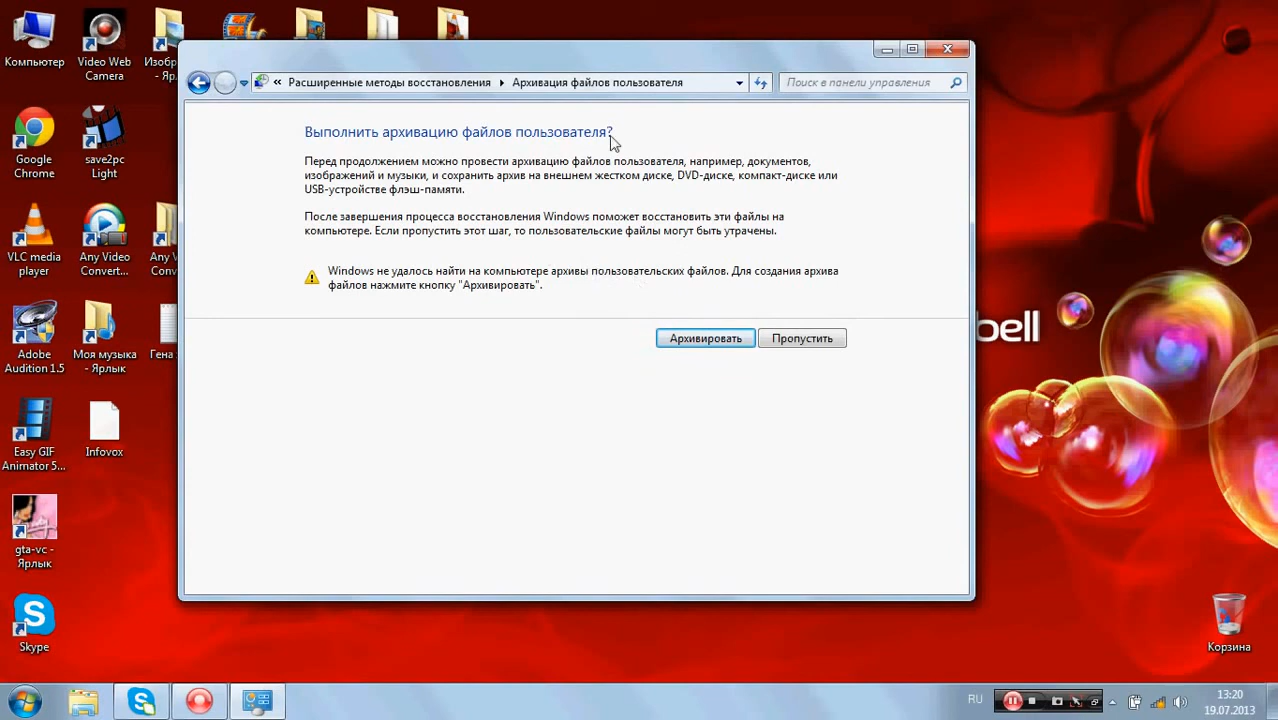 Компьютер
Video Web
Camera
Изобр
- Яр...
« Расширенные методы восстановления
Архивация файлов пользователя
Поиск в панели управления
Выполнить архивацию файлов пользователя?
Перед продолжением можно провести архивацию файлов пользователя, например, документов,
изображений и музыки, и сохранить архив на внешнем жестком диске, DVD-диске, компакт-диске или
USB-устройстве флэш-памяти.
После завершения процесса восстановления Windows поможет восстановить эти файлы на
компьютере. Если пропустить этот шаг, то пользовательские файлы могут быть утрачены.
Windows не удалось найти на компьютере архивы пользовательских файлов. Для создания архива
файлов нажмите кнопку "Архивировать".
Архивировать
Пропустить
bell
Google
Chrome
save2pc
Light
VLC media
player
Any Video
Convert...
Any V
Conv
Adobe
Audition 1.5
Моя музыка
- Ярлык
Гена
Easy GIF
Animator 5...
Infovox
gta-vc -
Ярлык
Skype
Корзина
RU
13:20
19.07.2013